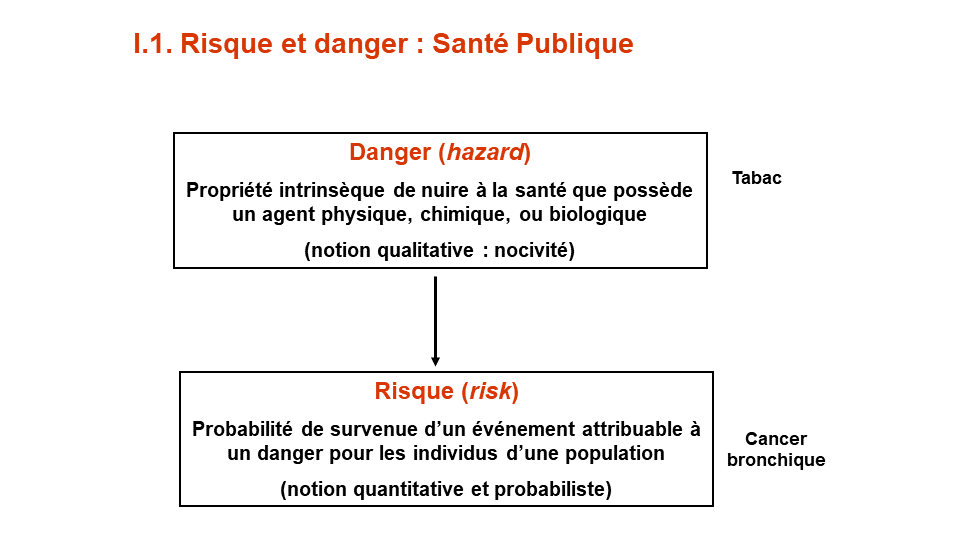 I.1. Risque et danger : Santé Publique
Danger (hazard)
Propriété intrinsèque de nuire à la santé que possède
un agent physique, chimique, ou biologique
(notion qualitative : nocivité)
Tabac
Risque (risk)
Probabilité de survenue d’un événement attribuable à
un danger pour les individus d’une population
(notion quantitative et probabiliste)
Cancer
bronchique